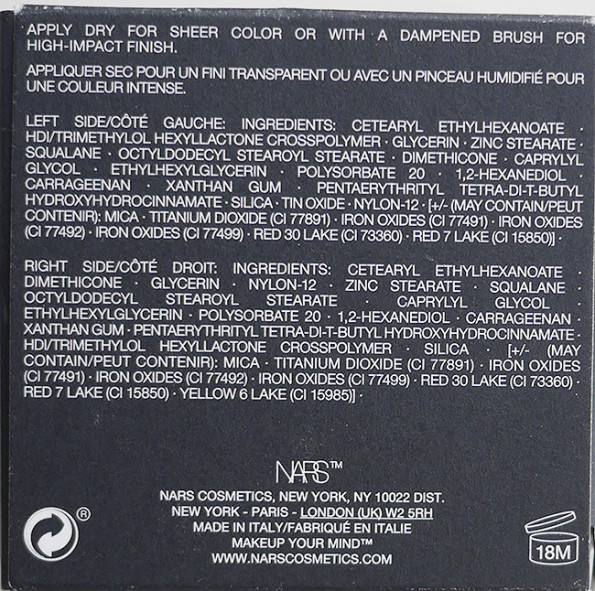 APPLY DRY FOR SHEER COLOR OR WITH A DAMPENED BRUSH FOR
HIGH-IMPACT FINISH.
APPLIQUER SEC POUR UN FINI TRANSPARENT OU AVEC UN PINCEAU HUMIDIFIÉ POUR
UNE COULEUR INTENSE.
LEFT SIDE/CÔTÉ GAUCHE: INGREDIENTS: CETEARYL ETHYLHEXANOATE ·
HDI/TRIMETHYLOL HEXYLLACTONE CROSSPOLYMER · GLYCERIN · ZINC STEARATE ·
SQUALANE · OCTYLDODECYL STEAROYL STEARATE · DIMETHICONE · CAPRYLYL
GLYCOL · ETHYLHEXYLGLYCERIN · POLYSORBATE 20 · 1,2-HEXANEDIOL ·
CARRAGEENAN · XANTHAN GUM · PENTAERYTHRITYL TETRA-DI-T-BUTYL
HYDROXYHYDROCINNAMATE · SILICA · TIN OXIDE · NYLON-12 · [+/- (MAY CONTAIN/PEUT
CONTENIR): MICA · TITANIUM DIOXIDE (CI 77891) · IRON OXIDES (CI 77491) · IRON OXIDES
(CI 77492) · IRON OXIDES (CI 77499) · RED 30 LAKE (CI 73360) · RED 7 LAKE (CI 15850)] ·
RIGHT SIDE/CÔTÉ DROIT: INGREDIENTS: CETEARYL ETHYLHEXANOATE ·
DIMETHICONE · GLYCERIN · NYLON-12 · ZINC STEARATE · SQUALANE ·
OCTYLDODECYL STEAROYL STEARATE · CAPRYLYL GLYCOL ·
ETHYLHEXYLGLYCERIN · POLYSORBATE 20 · 1,2-HEXANEDIOL · CARRAGEENAN ·
XANTHAN GUM · PENTAERYTHRITYL TETRA-DI-T-BUTYL HYDROXYHYDROCINNAMATE ·
HDI/TRIMETHYLOL HEXYLLACTONE CROSSPOLYMER · SILICA · [+/- (MAY
CONTAIN/PEUT CONTENIR): MICA · TITANIUM DIOXIDE (CI 77891) · IRON OXIDES
(CI 77491) · IRON OXIDES (CI 77492) · IRON OXIDES (CI 77499) · RED 30 LAKE (CI 73360) ·
RED 7 LAKE (CI 15850) · YELLOW 6 LAKE (CI 15985)] ·
NARS™
NARS COSMETICS, NEW YORK, NY 10022 DIST.
NEW YORK - PARIS - LONDON (UK) W2 5RH
MADE IN ITALY/FABRIQUÉ EN ITALIE
MAKEUP YOUR MIND™
WWW.NARSCOSMETICS.COM
®
18M